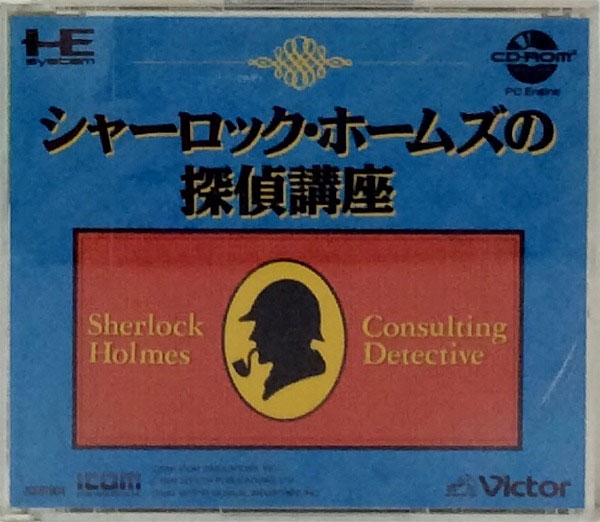 HE
system
CD-ROM²
PC Engine
シャーロック・ホームズの
探偵講座
Sherlock
Holmes
Consulting
Detective
ICOM
Victor